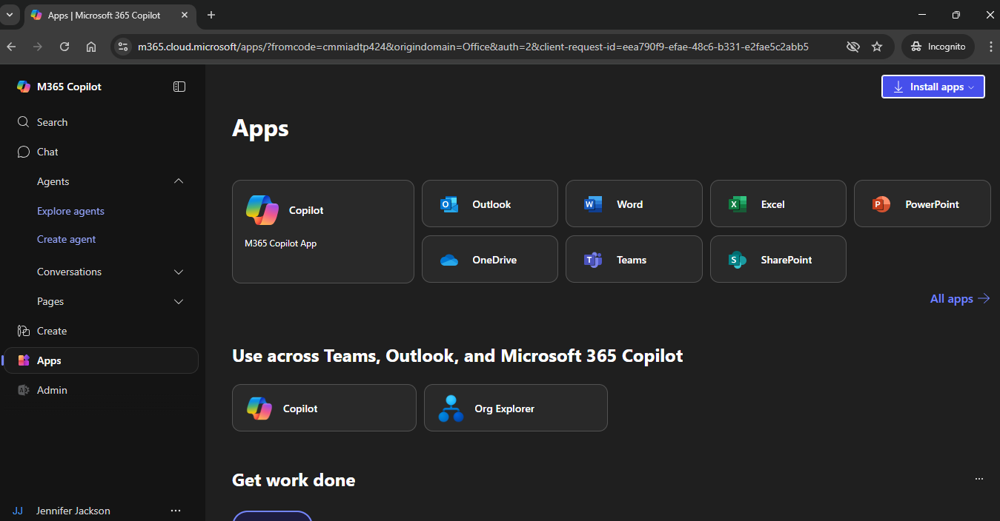 Apps | Microsoft 365 Copilot
m365.cloud.microsoft/apps/?fromcode=cmmiadtp424&origindomain=Office&auth=2&client-request-id=eea790f9-efae-48c6-b331-e2fae5c2abb5
Incognito
M365 Copilot
Install apps
Search
Chat
Agents
Explore agents
Create agent
Conversations
Pages
Create
Apps
Admin
JJ Jennifer Jackson
Apps
Copilot
M365 Copilot App
Outlook
Word
Excel
PowerPoint
OneDrive
Teams
SharePoint
All apps
Use across Teams, Outlook, and Microsoft 365 Copilot
Copilot
Org Explorer
Get work done